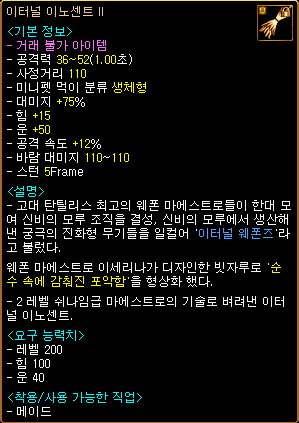 이터널 이노센트 II
<기본 정보>
- 거래 불가 아이템
- 공격력 36~52(1.00초)
- 사정거리 110
- 미니펫 먹이 분류 생체형
- 대미지 +75%
- 힘 +15
- 운 +50
- 공격 속도 +12%
- 바람 대미지 110~110
- 스턴 5Frame
<설명>
- 고대 탄틸리스 최고의 웨폰 마에스트로들이 한데 모
여 신비의 모루 조직을 결성, 신비의 모루에서 생산해
낸 궁극의 진화형 무기들을 일컬어 '이터널 웨폰즈'라
고 불렀다.
웨폰 마에스트로 이세리나가 디자인한 빗자루로 '순
수 속에 감춰진 포악함'을 형상화 했다.
- 2 레벨 쉬나임급 마에스트로의 기술로 벼려낸 이터
널 이노센트.
<요구 능력치>
- 레벨 200
- 힘 100
- 운 40
<착용/사용 가능한 직업>
- 메이드